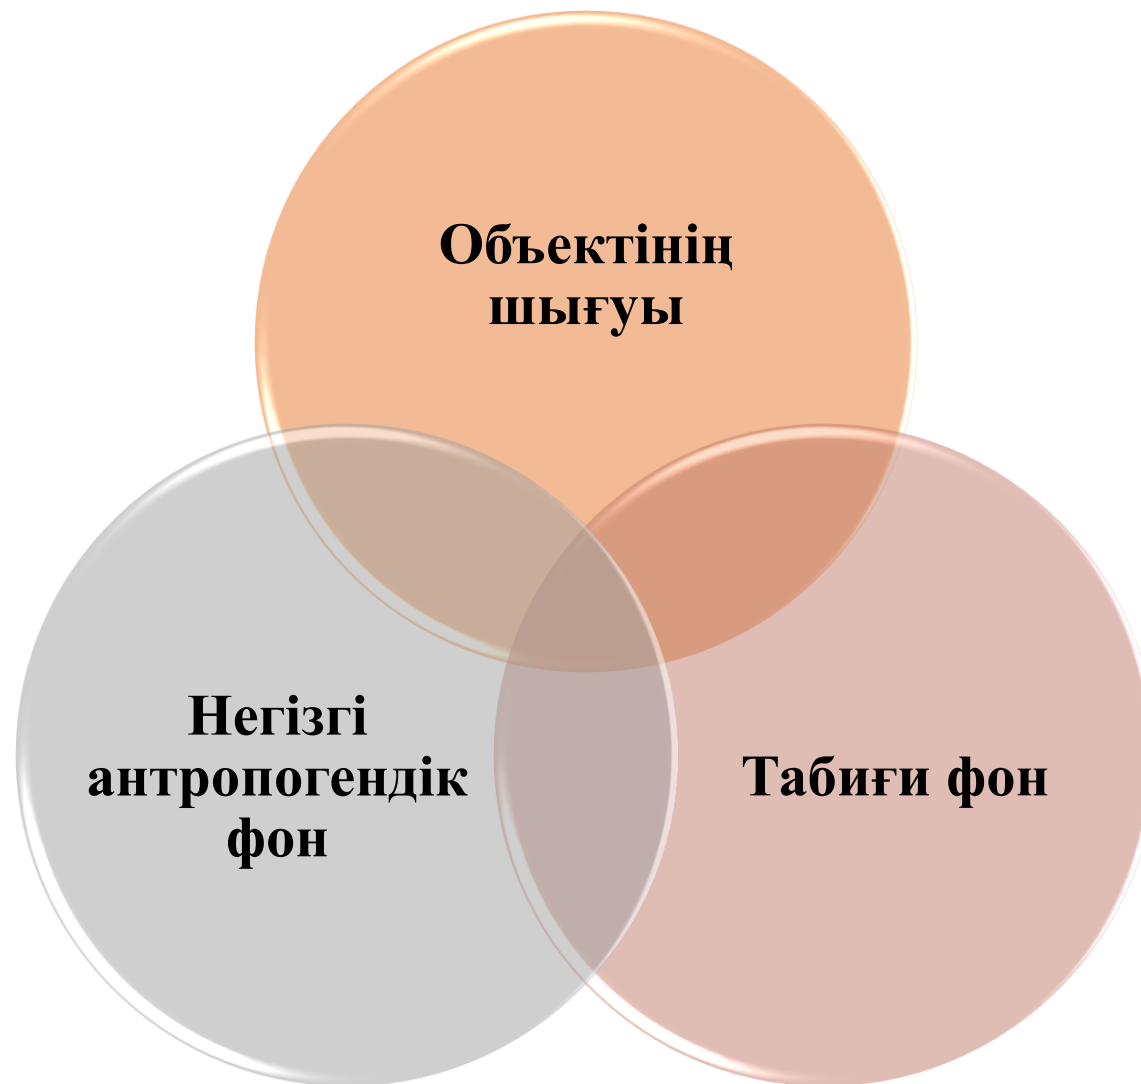 Объектінің
шығуы
Негізгі
антропогендік
фон
Табиғи фон